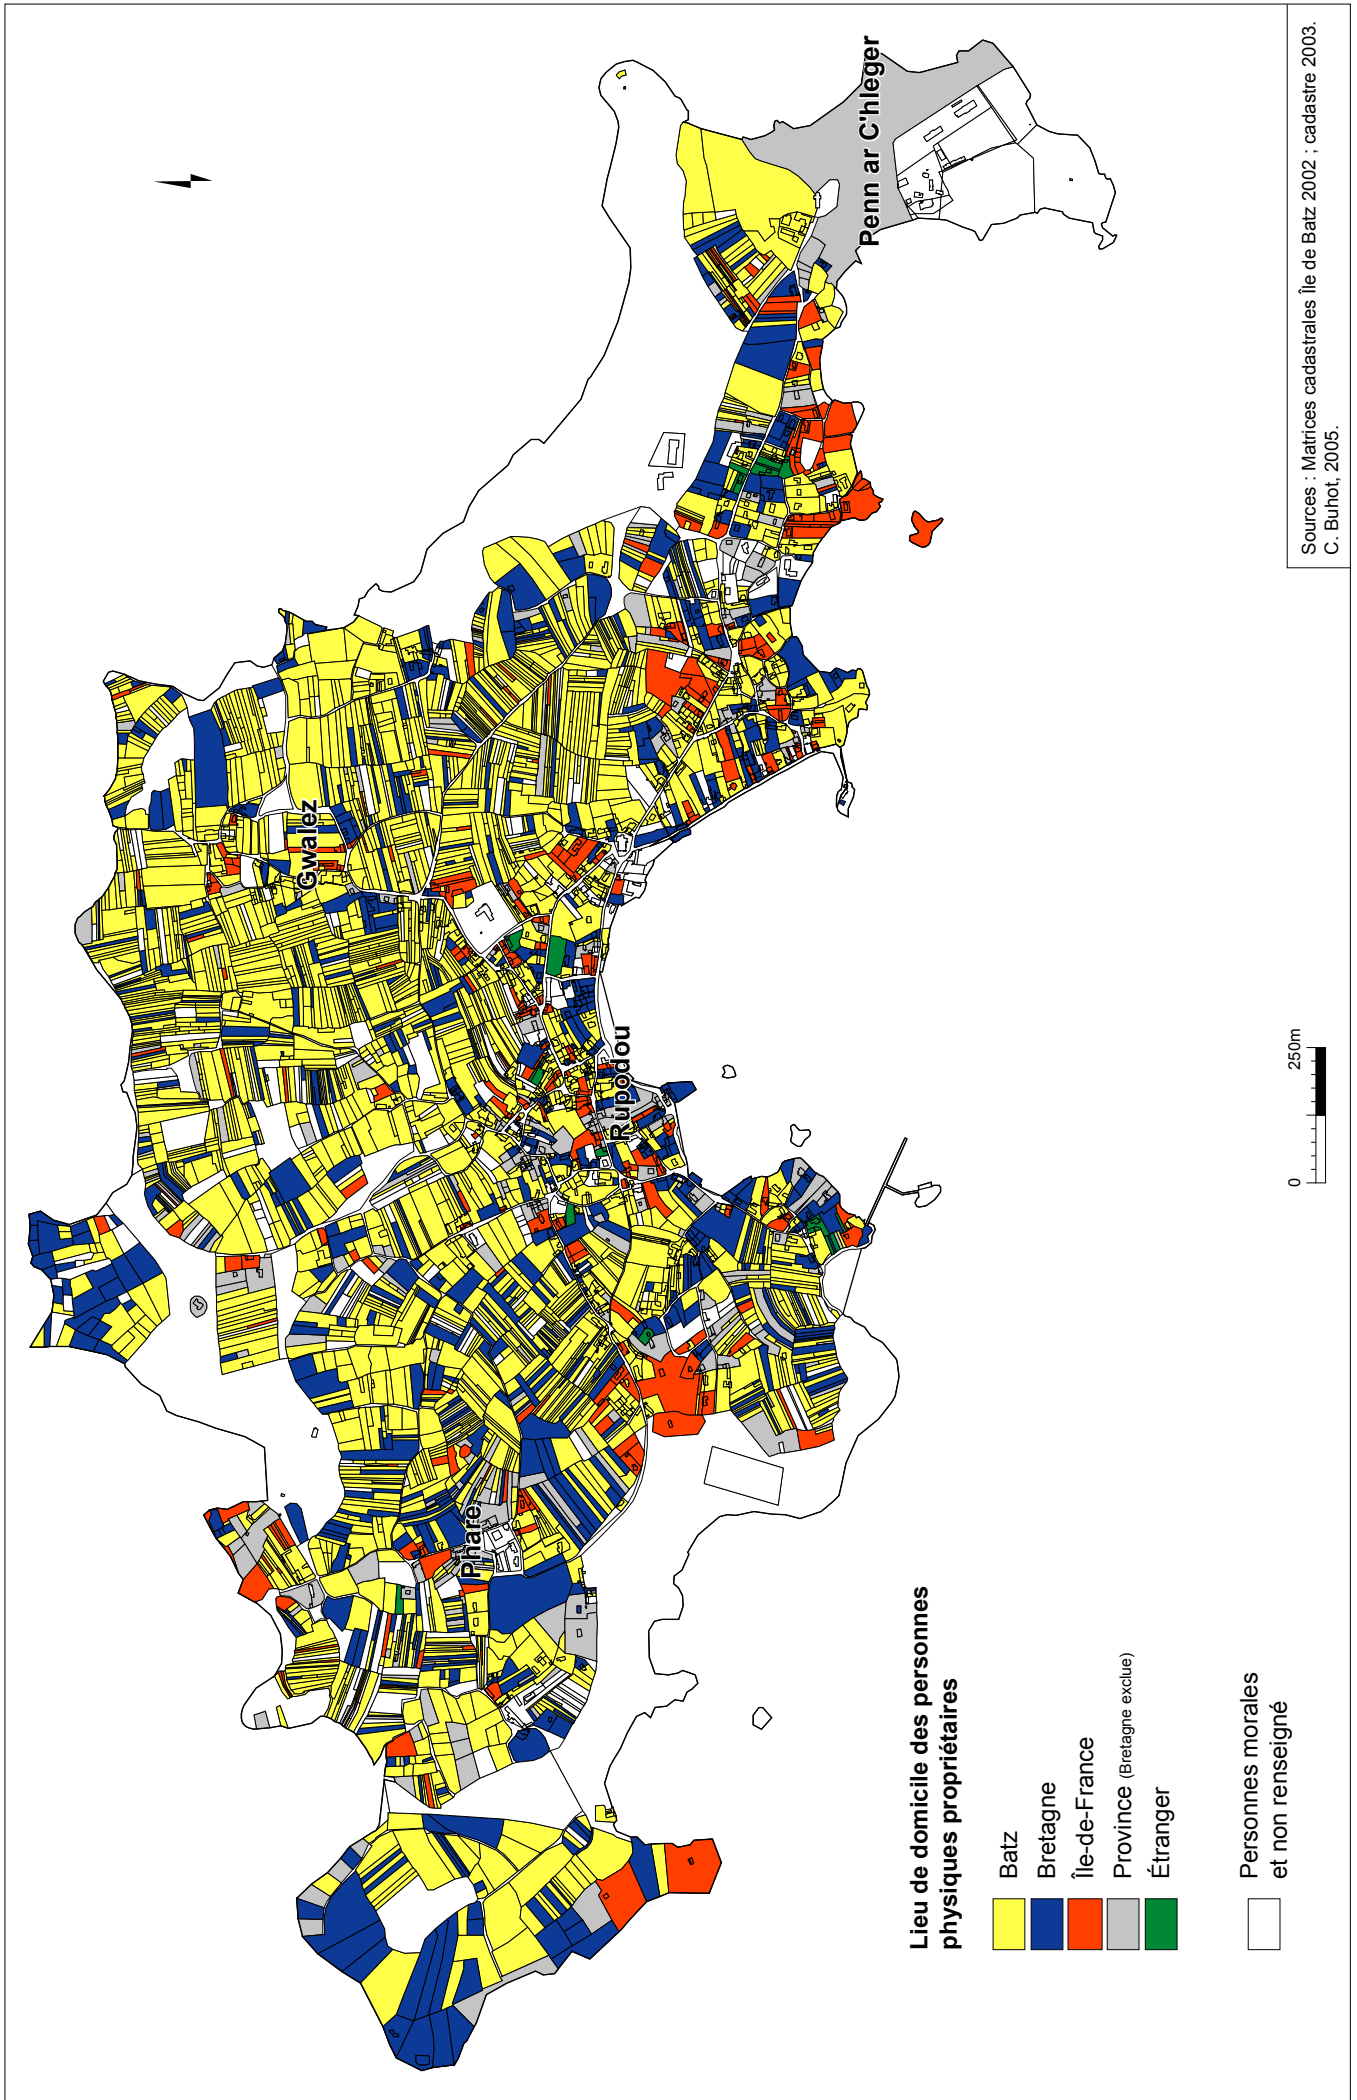 Penn ar C'hleger
Gwalez
Rupodou
Phare
Lieu de domicile des personnes
physiques propriétaires
Batz
Bretagne
Île-de-France
Province (Bretagne exclue)
Étranger
Personnes morales
et non renseigné
0 250m
Sources : Matrices cadastrales Île de Batz 2002 ; cadastre 2003.
C. Buhot, 2005.